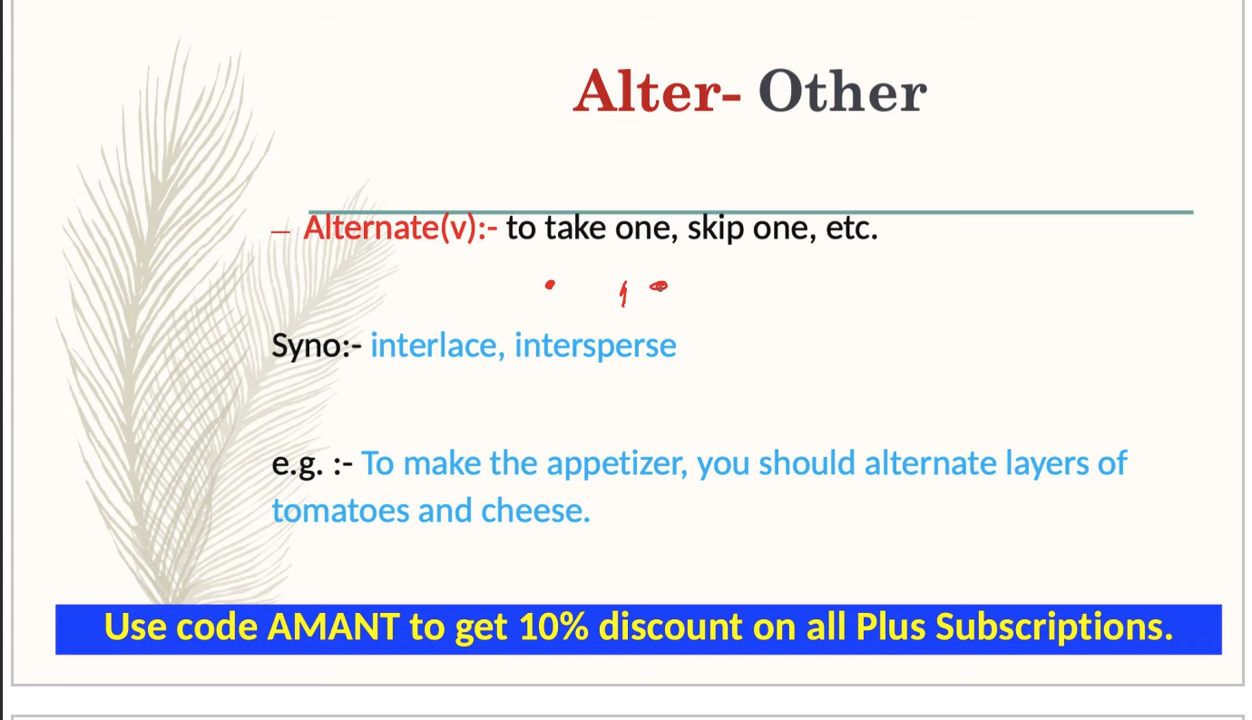 Alter- Other
– Alternate(v):- to take one, skip one, etc.
Syno:- interlace, intersperse
e.g. :- To make the appetizer, you should alternate layers of
tomatoes and cheese.
Use code AMANT to get 10% discount on all Plus Subscriptions.